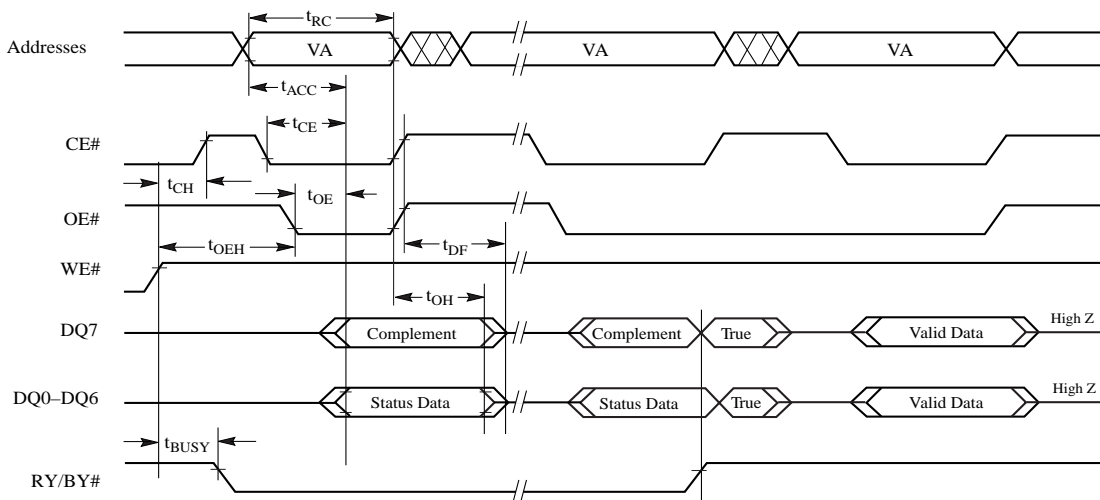 tRC
Addresses VA VA VA
tACC
tCE
CE#
tCH tOE
OE#
tOEH tDF
WE#
tOH
DQ7 Complement Complement True Valid Data High Z
DQ0–DQ6 Status Data Status Data True Valid Data High Z
tBUSY
RY/BY#